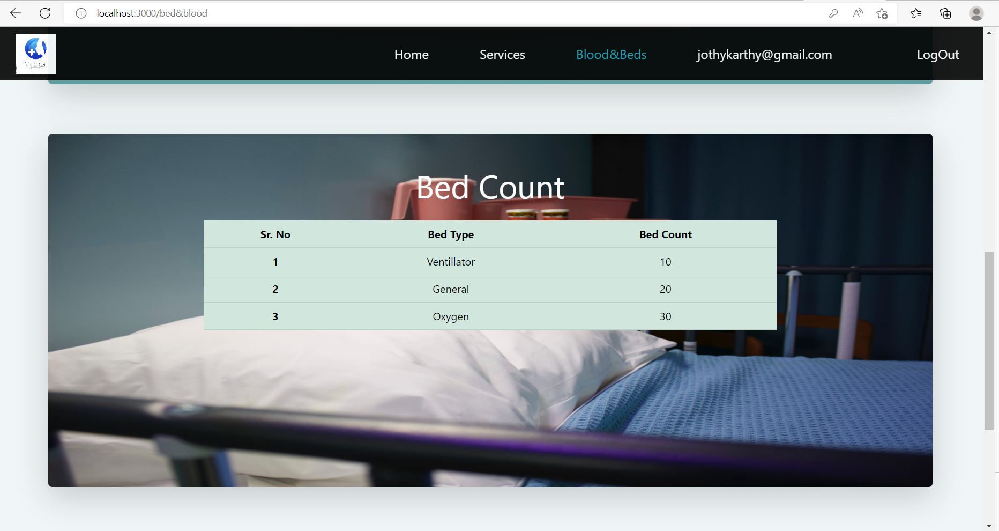 localhost:3000/bed&blood
Medical
Home Services Blood&Beds jothykarthy@gmail.com LogOut
Bed Count
Sr. No Bed Type Bed Count
1 Ventillator 10
2 General 20
3 Oxygen 30